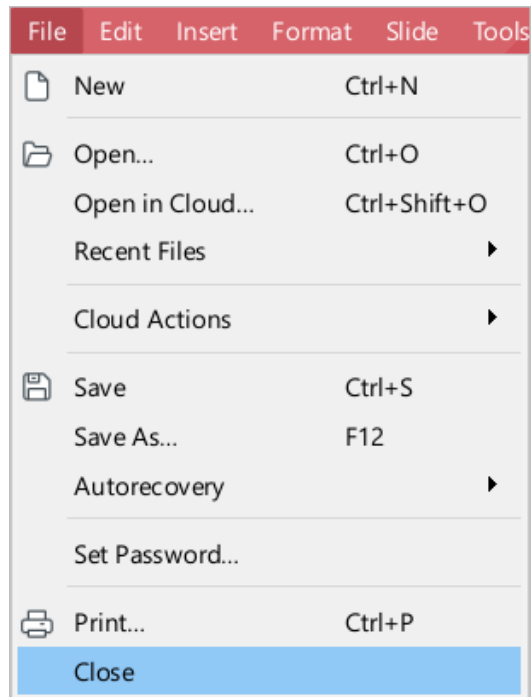 File Edit Insert Format Slide Tools
New Ctrl+N
Open... Ctrl+O
Open in Cloud... Ctrl+Shift+O
Recent Files
Cloud Actions
Save Ctrl+S
Save As... F12
Autorecovery
Set Password...
Print... Ctrl+P
Close